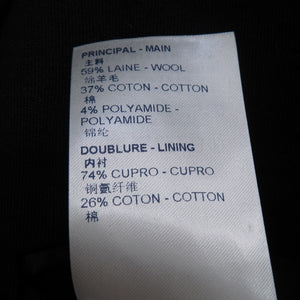 PRINCIPAL - MAIN
主料
59% LAINE - WOOL
绵羊毛
37% COTON - COTTON
棉
4% POLYAMIDE -
POLYAMIDE
锦纶
DOUBLURE - LINING
内衬
74% CUPRO - CUPRO
铜氨纤维
26% COTON - COTTON
棉